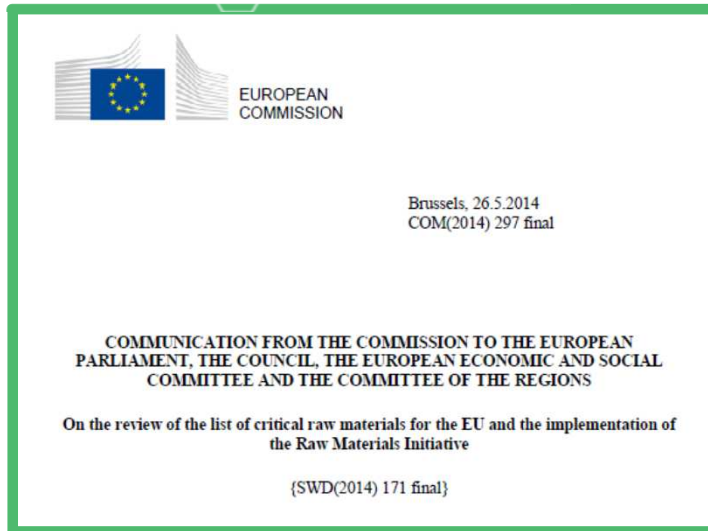 EUROPEAN
COMMISSION
Brussels, 26.5.2014
COM(2014) 297 final
COMMUNICATION FROM THE COMMISSION TO THE EUROPEAN
PARLIAMENT, THE COUNCIL, THE EUROPEAN ECONOMIC AND SOCIAL
COMMITTEE AND THE COMMITTEE OF THE REGIONS
On the review of the list of critical raw materials for the EU and the implementation of
the Raw Materials Initiative
{SWD(2014) 171 final}